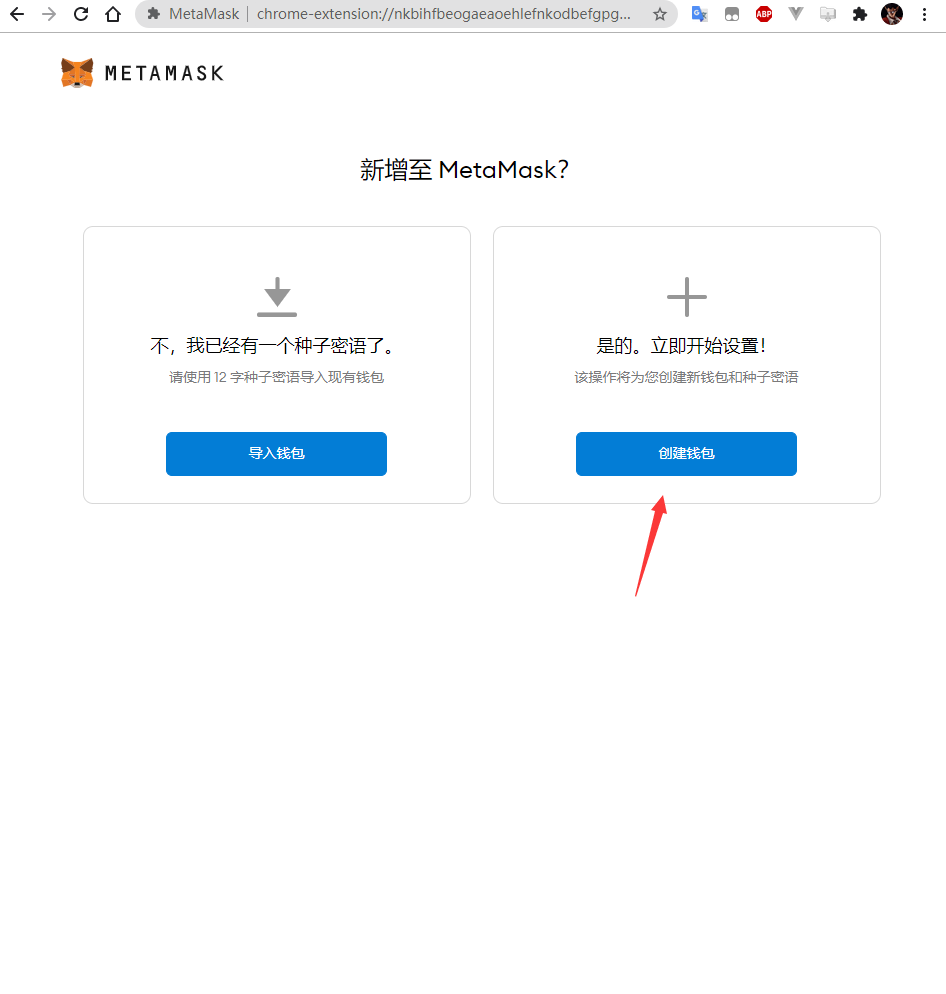 MetaMask | chrome-extension://nkbihfbeogaeaoehlefnkodbefgpg...
ABP
METAMASK
新增至 MetaMask?
不，我已经有一个种子密语了。
请使用 12 字种子密语导入现有钱包
导入钱包
是的。立即开始设置！
该操作将为您创建新钱包和种子密语
创建钱包